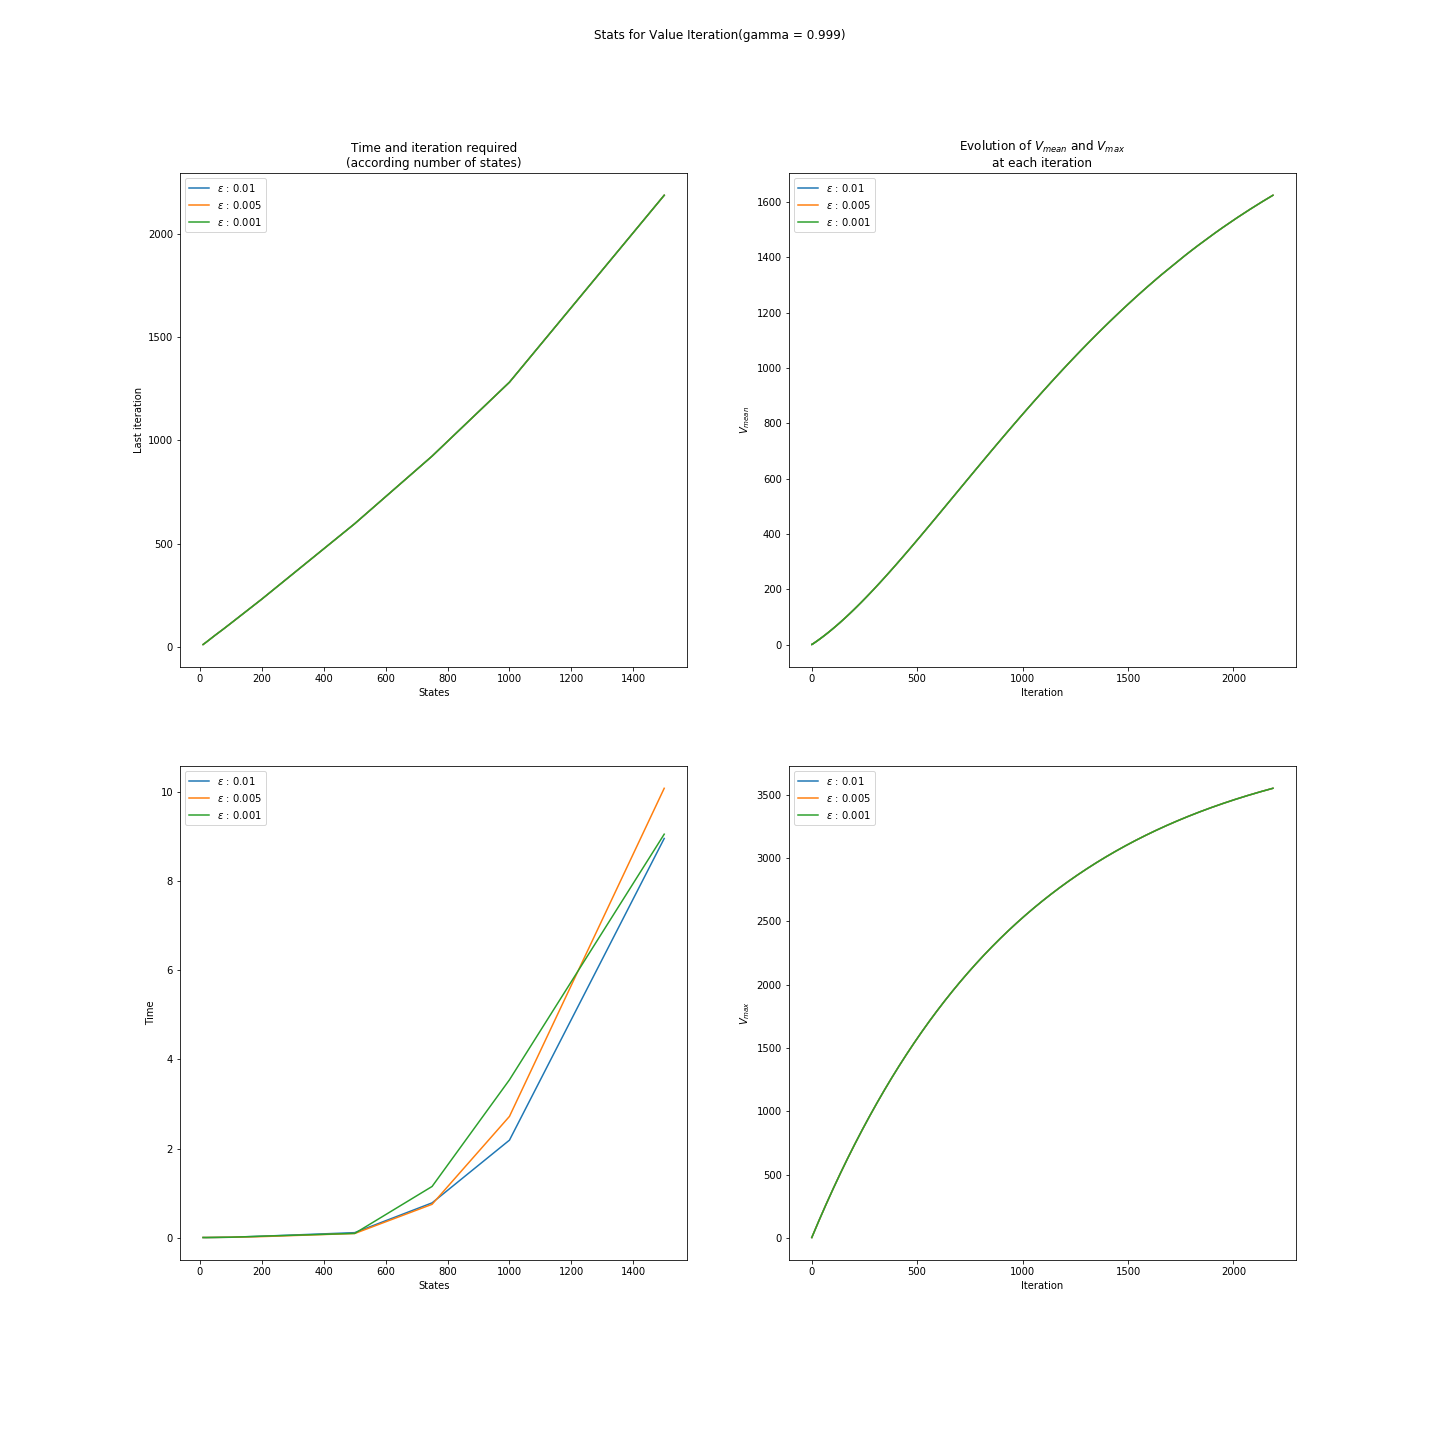 Stats for Value Iteration(gamma = 0.999)
Time and iteration required
(according number of states)
ε : 0.01
ε : 0.005
ε : 0.001
2000
1500
1000
500
0
Last iteration
0 200 400 600 800 1000 1200 1400
States
Evolution of V_mean and V_max
at each iteration
ε : 0.01
ε : 0.005
ε : 0.001
1600
1400
1200
1000
800
600
400
200
0
V_mean
0 500 1000 1500 2000
Iteration
ε : 0.01
ε : 0.005
ε : 0.001
10
8
6
4
2
0
Time
0 200 400 600 800 1000 1200 1400
States
ε : 0.01
ε : 0.005
ε : 0.001
3500
3000
2500
2000
1500
1000
500
0
V_max
0 500 1000 1500 2000
Iteration